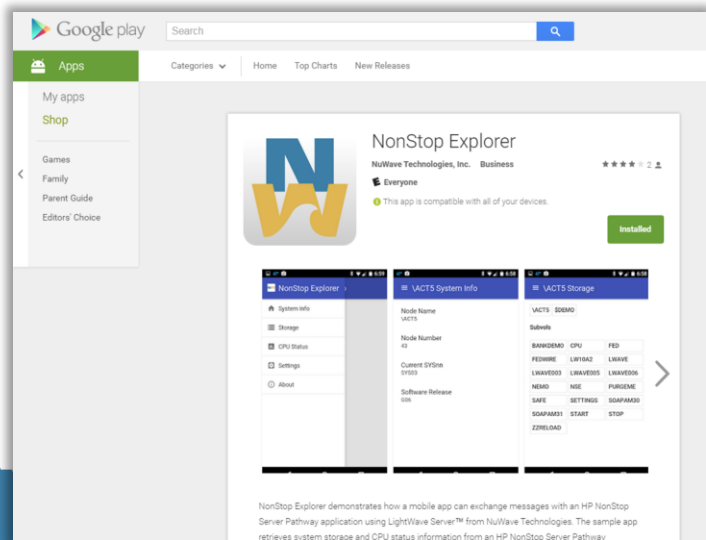 Google play
Search
Apps
Categories
Home
Top Charts
New Releases
My apps
Shop
Games
Family
Parent Guide
Editors' Choice
NonStop Explorer
NuWave Technologies, Inc. Business
2
E Everyone
This app is compatible with all of your devices.
Installed
6:59
NonStop Explorer
System Info
Storage
CPU Status
Settings
About
6:58
\ACT5 System Info
Node Name
\ACT5
Node Number
43
Current SYSnn
SYS03
Software Release
G06
6:58
\ACT5 Storage
\ACT5 $DEMO
Subvols
BANKDEMO CPU FED
FEDWIRE LW10A2 LWAVE
LWAVE003 LWAVE005 LWAVE006
NEMO NSE PURGEME
SAFE SETTINGS SOAPAM30
SOAPAM31 START STOP
ZZRELOAD
NonStop Explorer demonstrates how a mobile app can exchange messages with an HP NonStop
Server Pathway application using LightWave Server™ from NuWave Technologies. The sample app
retrieves system storage and CPU status information from an HP NonStop Server Pathway